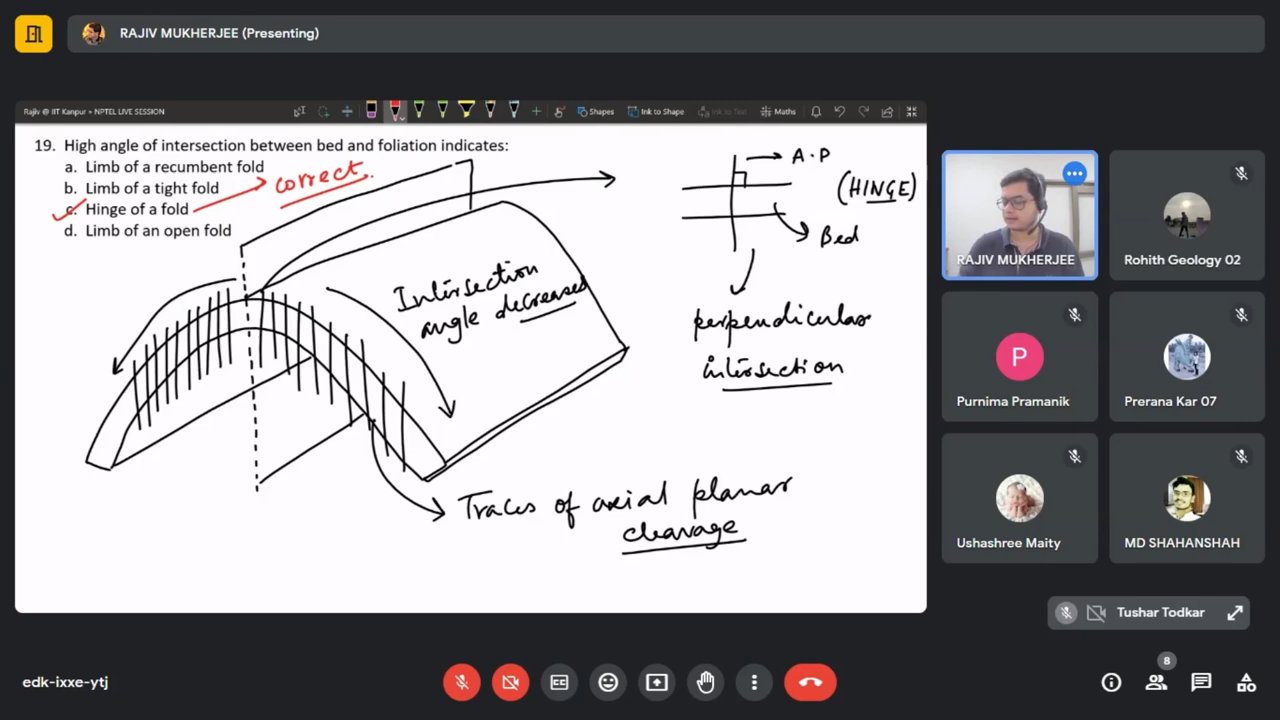 RAJIV MUKHERJEE (Presenting)
Rajiv @ IIT Kanpur » NPTEL LIVE SESSION
Shapes
Ink to Shape
Ink to Text
Maths
19. High angle of intersection between bed and foliation indicates:
a. Limb of a recumbent fold
b. Limb of a tight fold
c. Hinge of a fold
d. Limb of an open fold
correct.
Intersection
angle decreases
Traces of axial planar
cleavage
A.P
(HINGE)
Bed
perpendicular
intersection
RAJIV MUKHERJEE
Rohith Geology 02
P
Purnima Pramanik
Prerana Kar 07
Ushashree Maity
MD SHAHANSHAH
Tushar Todkar
edk-ixxe-ytj
CC
8